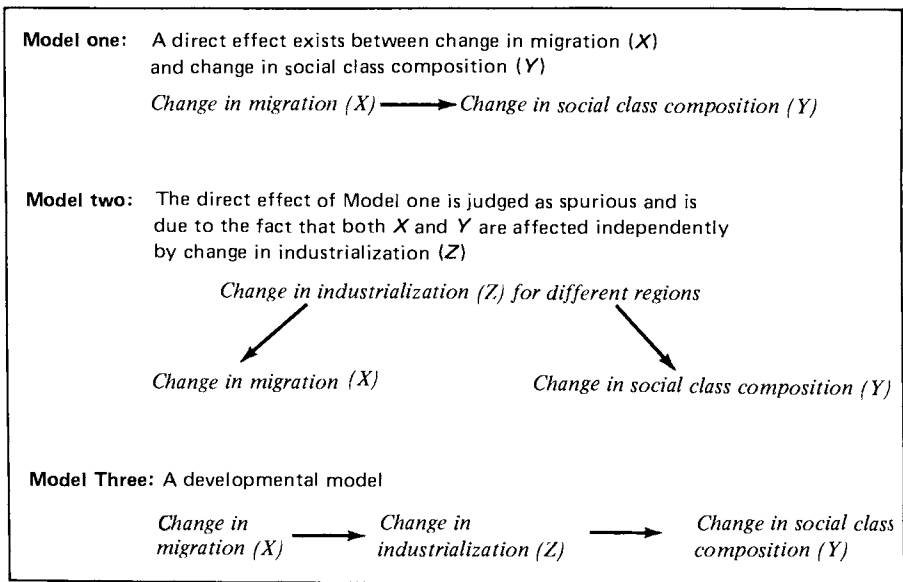 Model one: A direct effect exists between change in migration (X)
and change in social class composition (Y)
Change in migration (X) Change in social class composition (Y)
Model two: The direct effect of Model one is judged as spurious and is
due to the fact that both X and Y are affected independently
by change in industrialization (Z)
Change in industrialization (Z) for different regions
Change in migration (X)
Change in social class composition (Y)
Model Three: A developmental model
Change in migration (X)
Change in industrialization (Z)
Change in social class composition (Y)